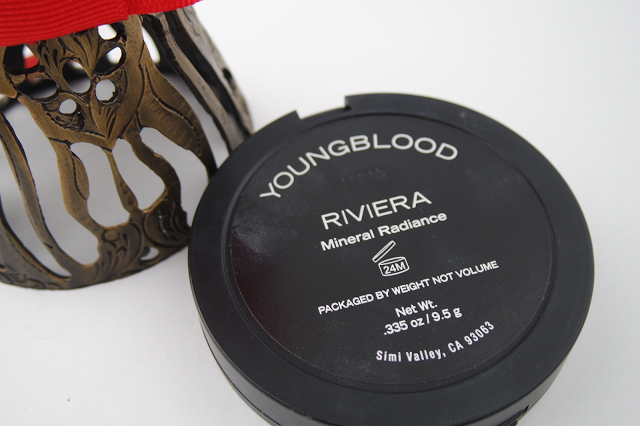 YOUNGBLOOD
RIVIERA
Mineral Radiance
24M
PACKAGED BY WEIGHT NOT VOLUME
Net Wt.
.335 oz / 9.5 g
Simi Valley, CA 93063